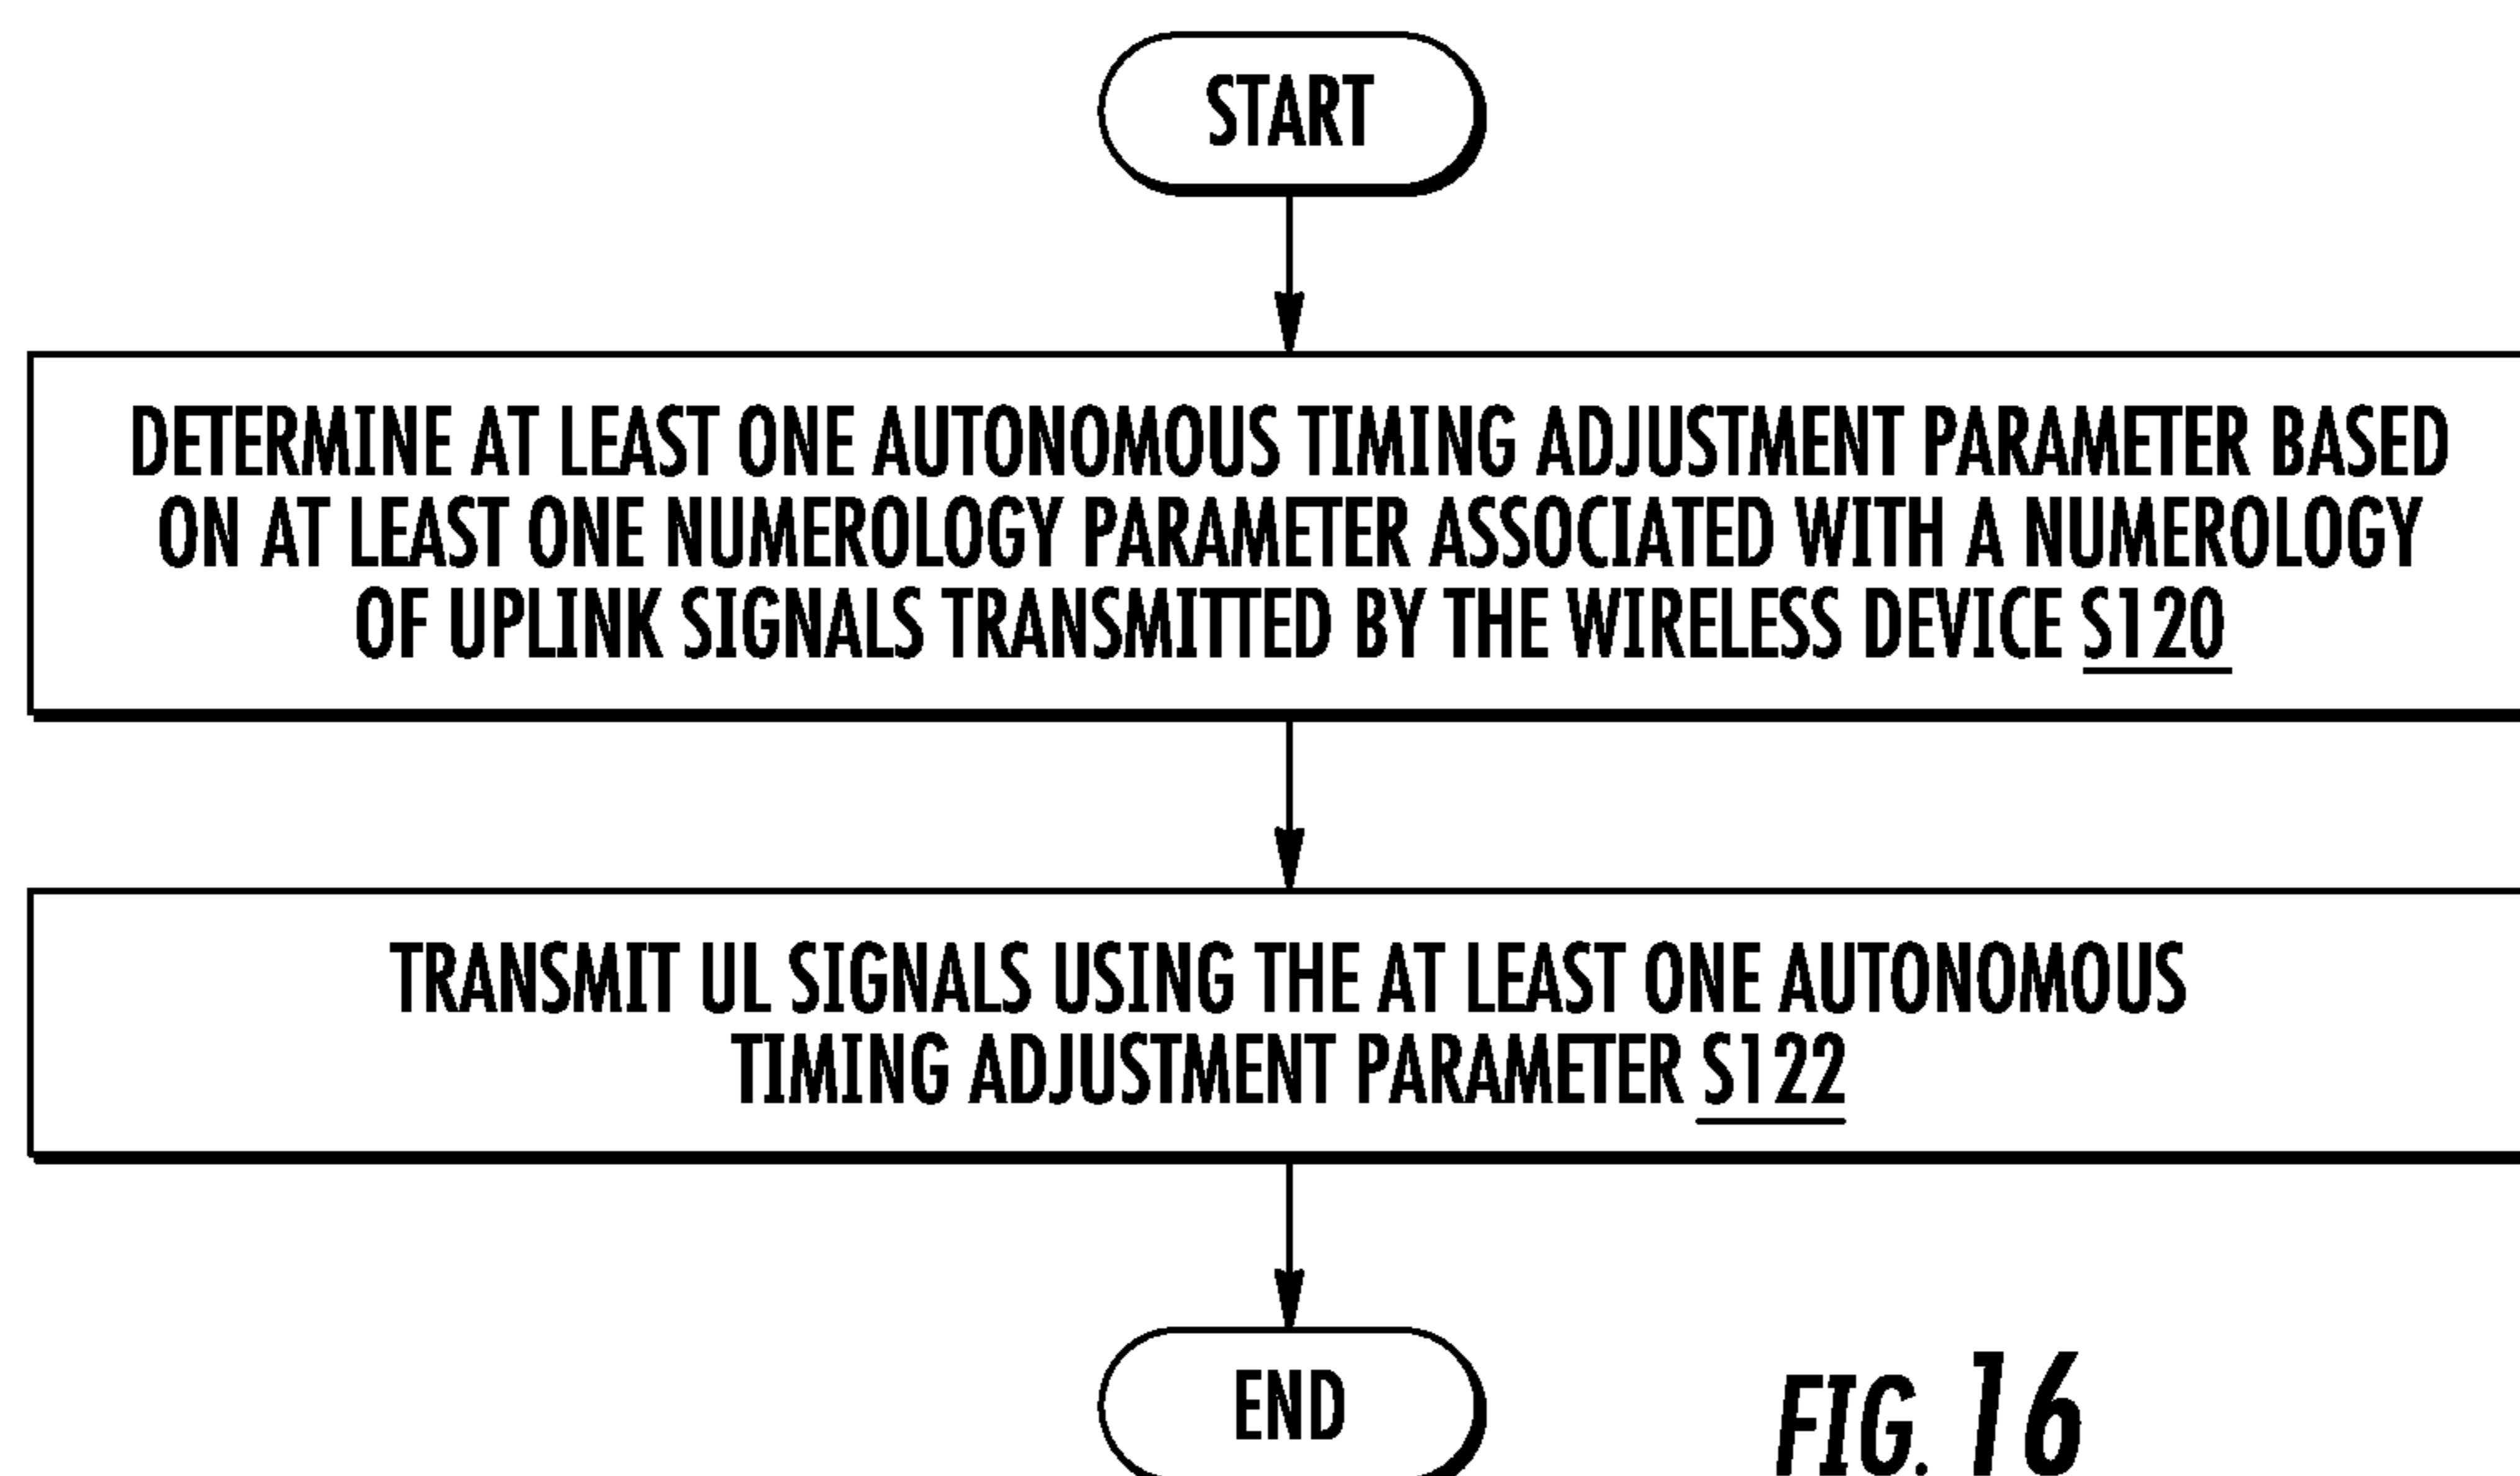 START
DETERMINE AT LEAST ONE AUTONOMOUS TIMING ADJUSTMENT PARAMETER BASED
ON AT LEAST ONE NUMEROLOGY PARAMETER ASSOCIATED WITH A NUMEROLOGY
OF UPLINK SIGNALS TRANSMITTED BY THE WIRELESS DEVICE S120
TRANSMIT UL SIGNALS USING THE AT LEAST ONE AUTONOMOUS
TIMING ADJUSTMENT PARAMETER S122
END
FIG. 16